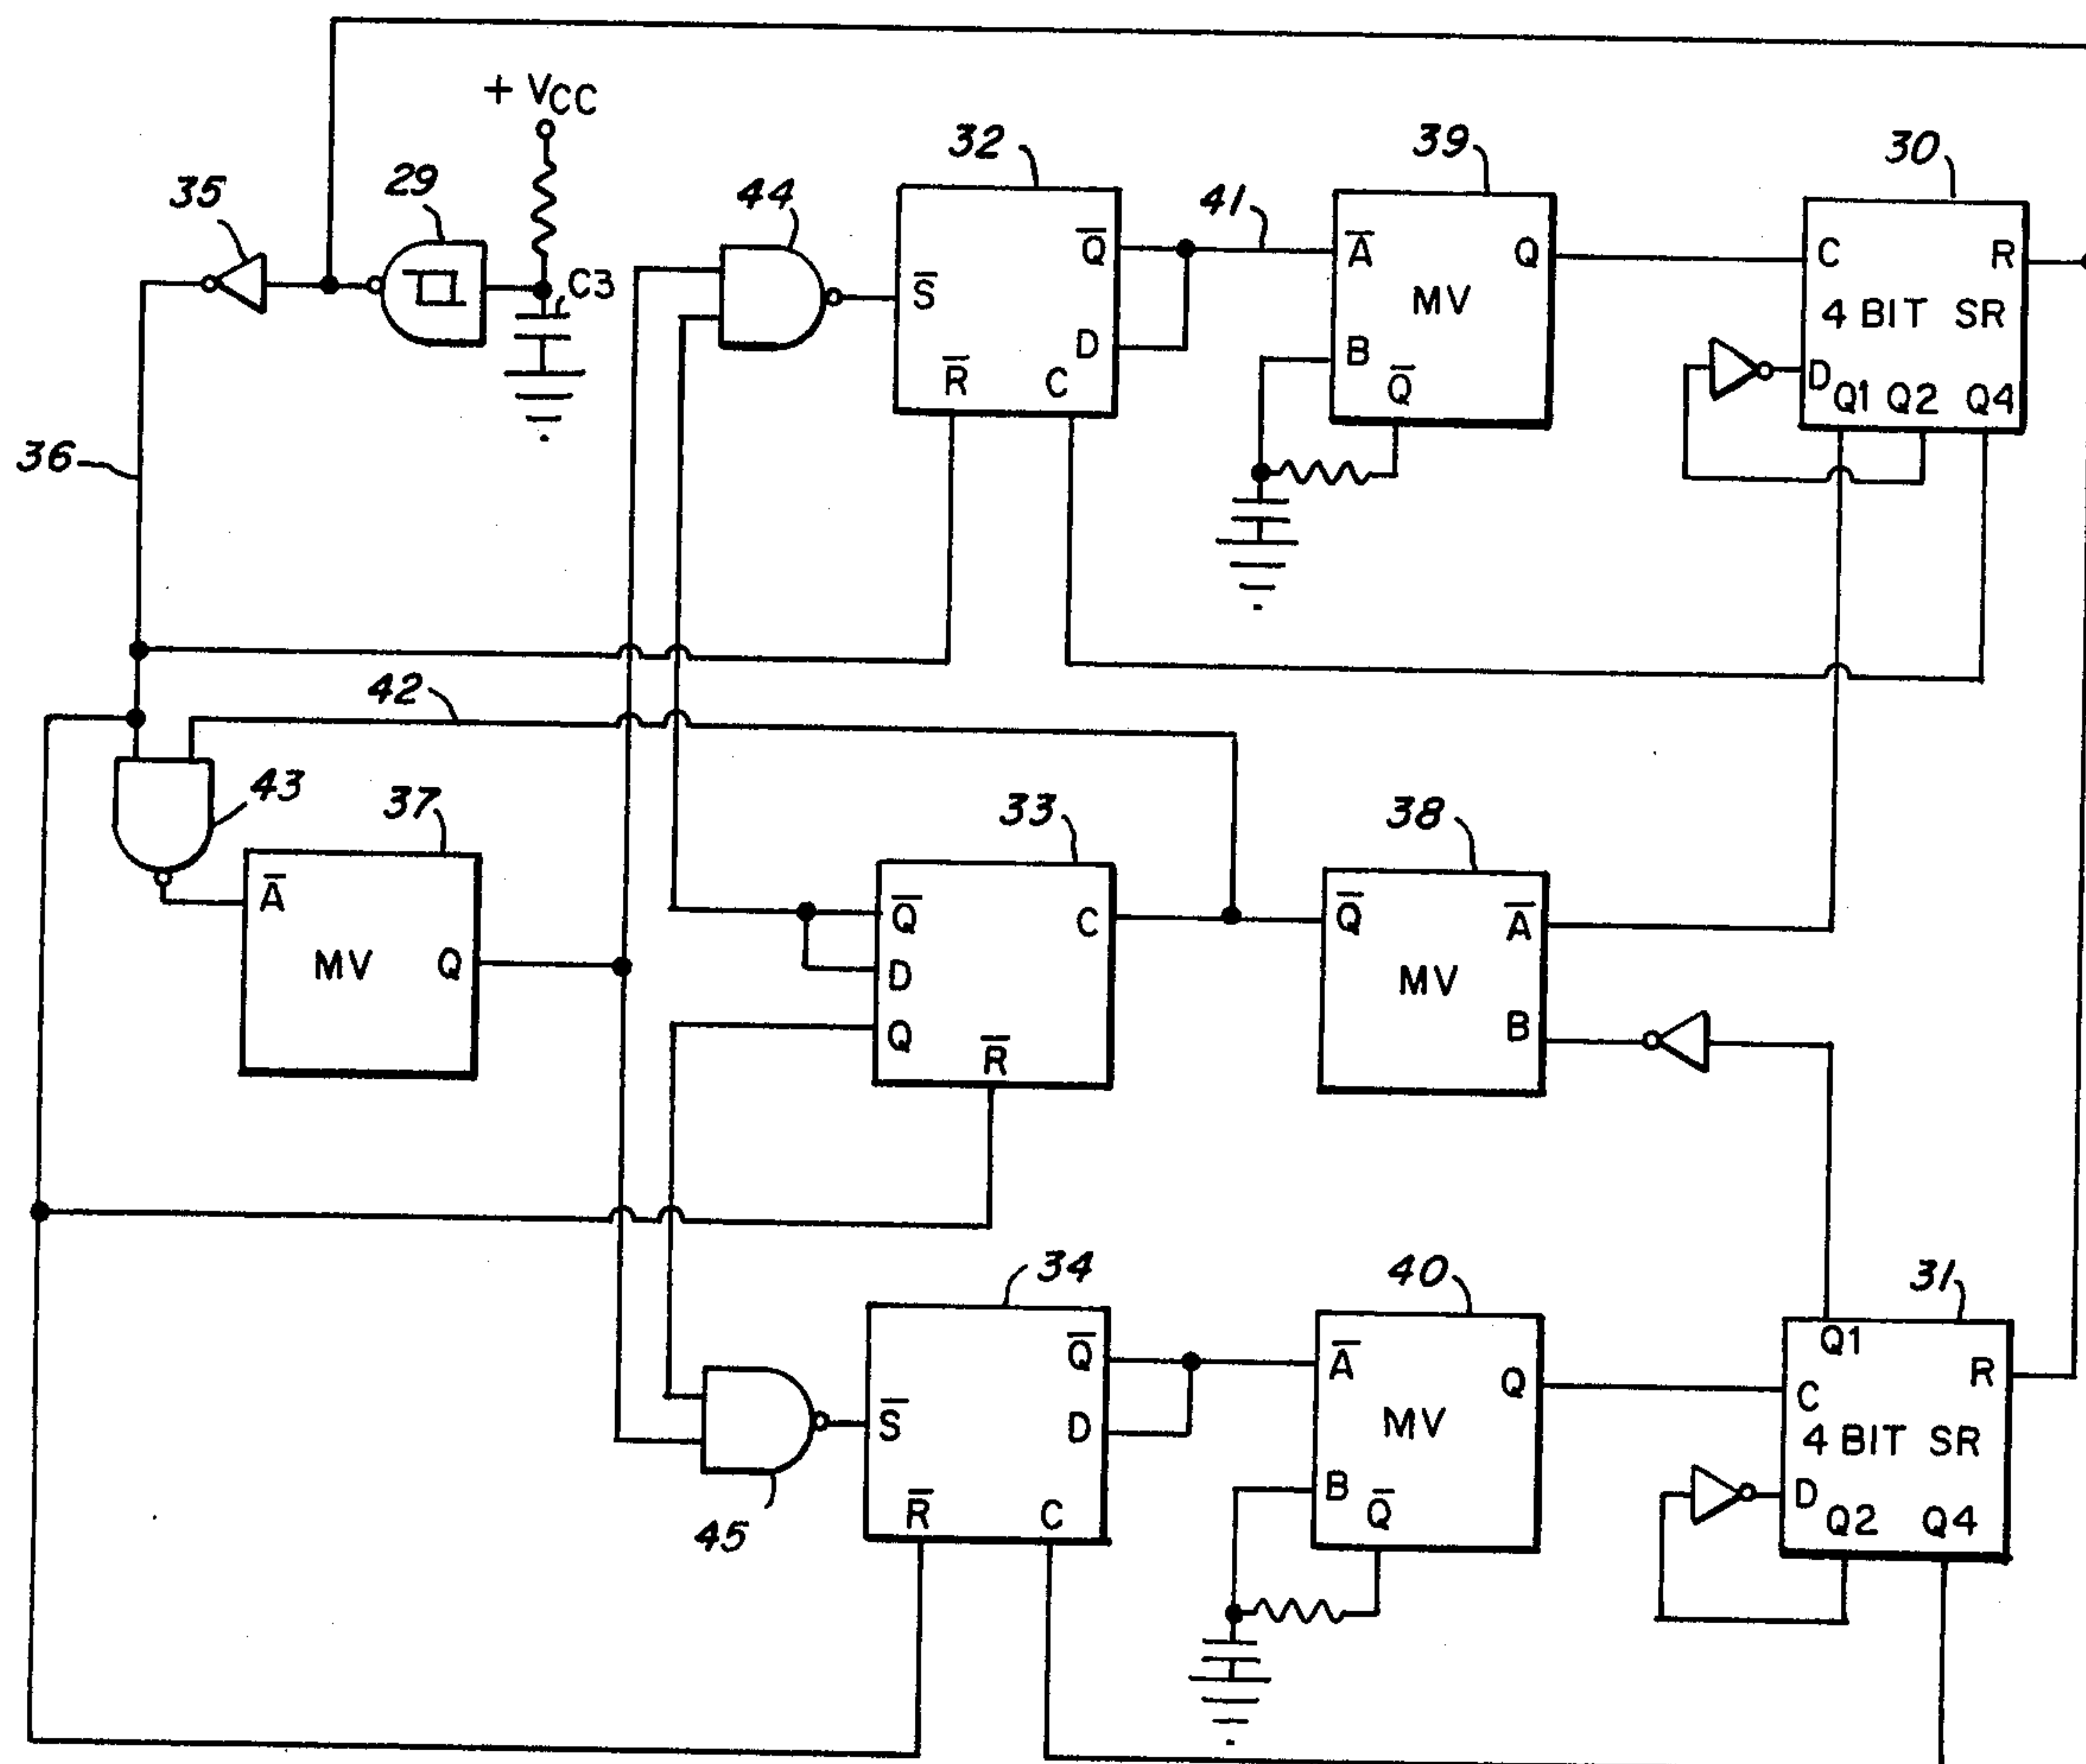 + VCC
32
39
30
35
29
44
41
C3
Q̅
A̅
Q
C
R
S̅
MV
4 BIT SR
D
B
R̅
C
Q̅
D
Q1 Q2 Q4
36
42
43
37
33
38
A̅
Q̅
C
Q̅
A̅
MV
Q
D
MV
Q
R̅
B
34
40
31
Q̅
A̅
Q
Q1
R
C
S̅
D
MV
4 BIT SR
B
D
R̅
C
Q̅
Q2 Q4
45